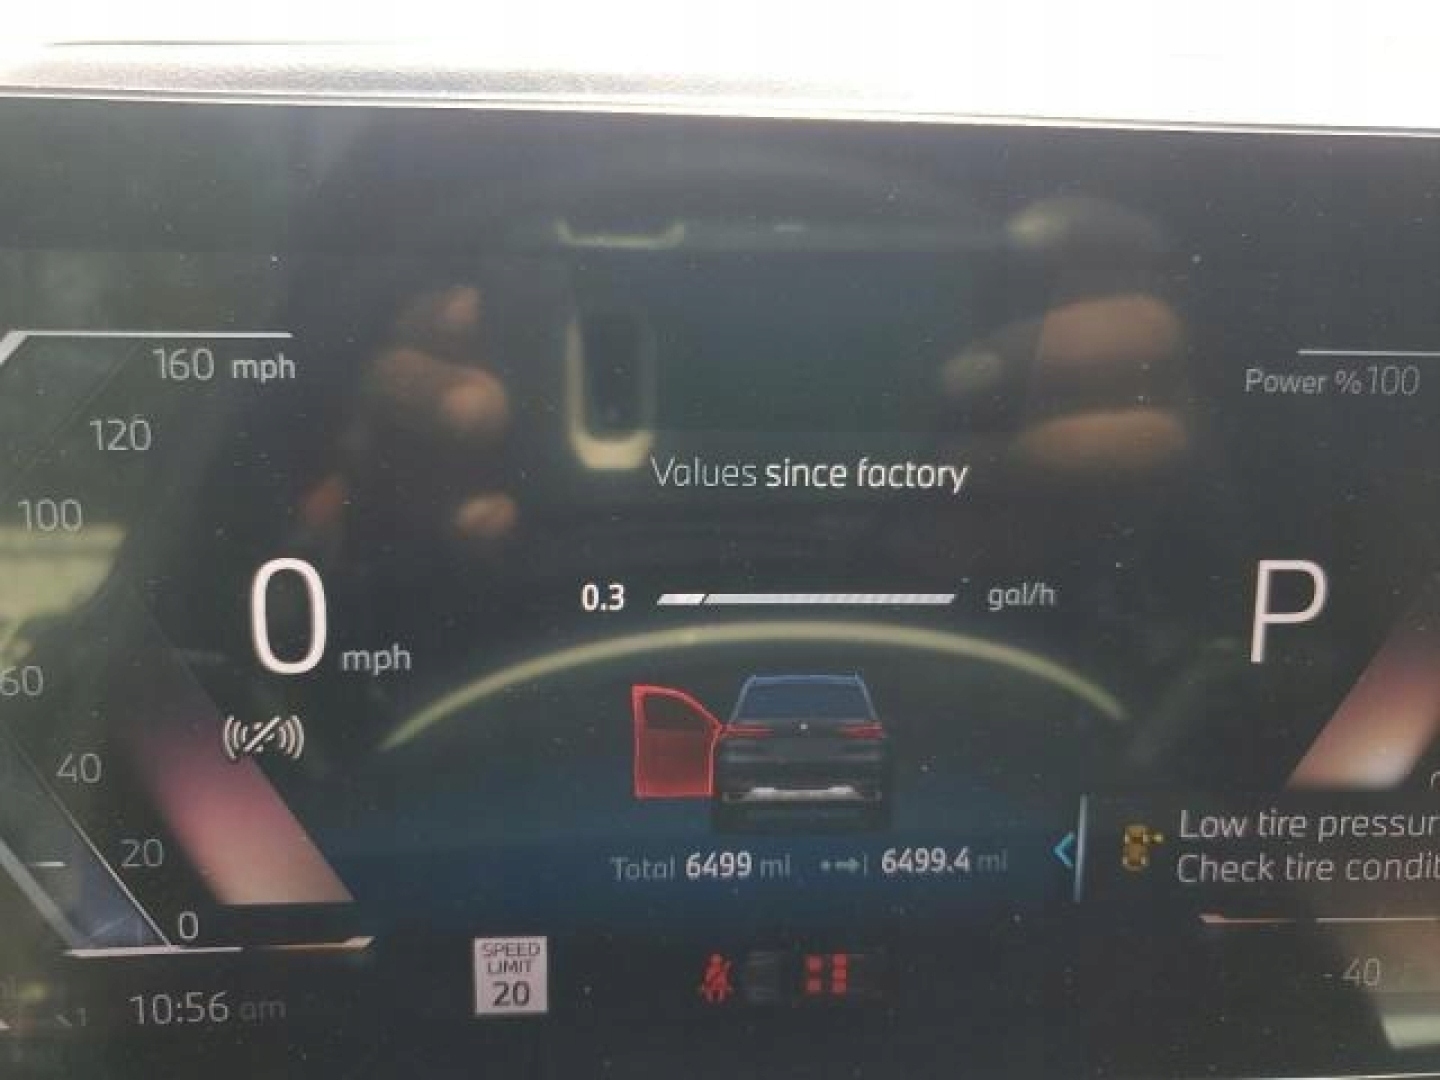 160 mph
Power % 100
120
Values since factory
100
0.3 gal/h
0 mph
P
60
40
Low tire pressur
Check tire condit
20
Total 6499 mi 6499.4 mi
0
SPEED
LIMIT
20
- 40
10:56 am